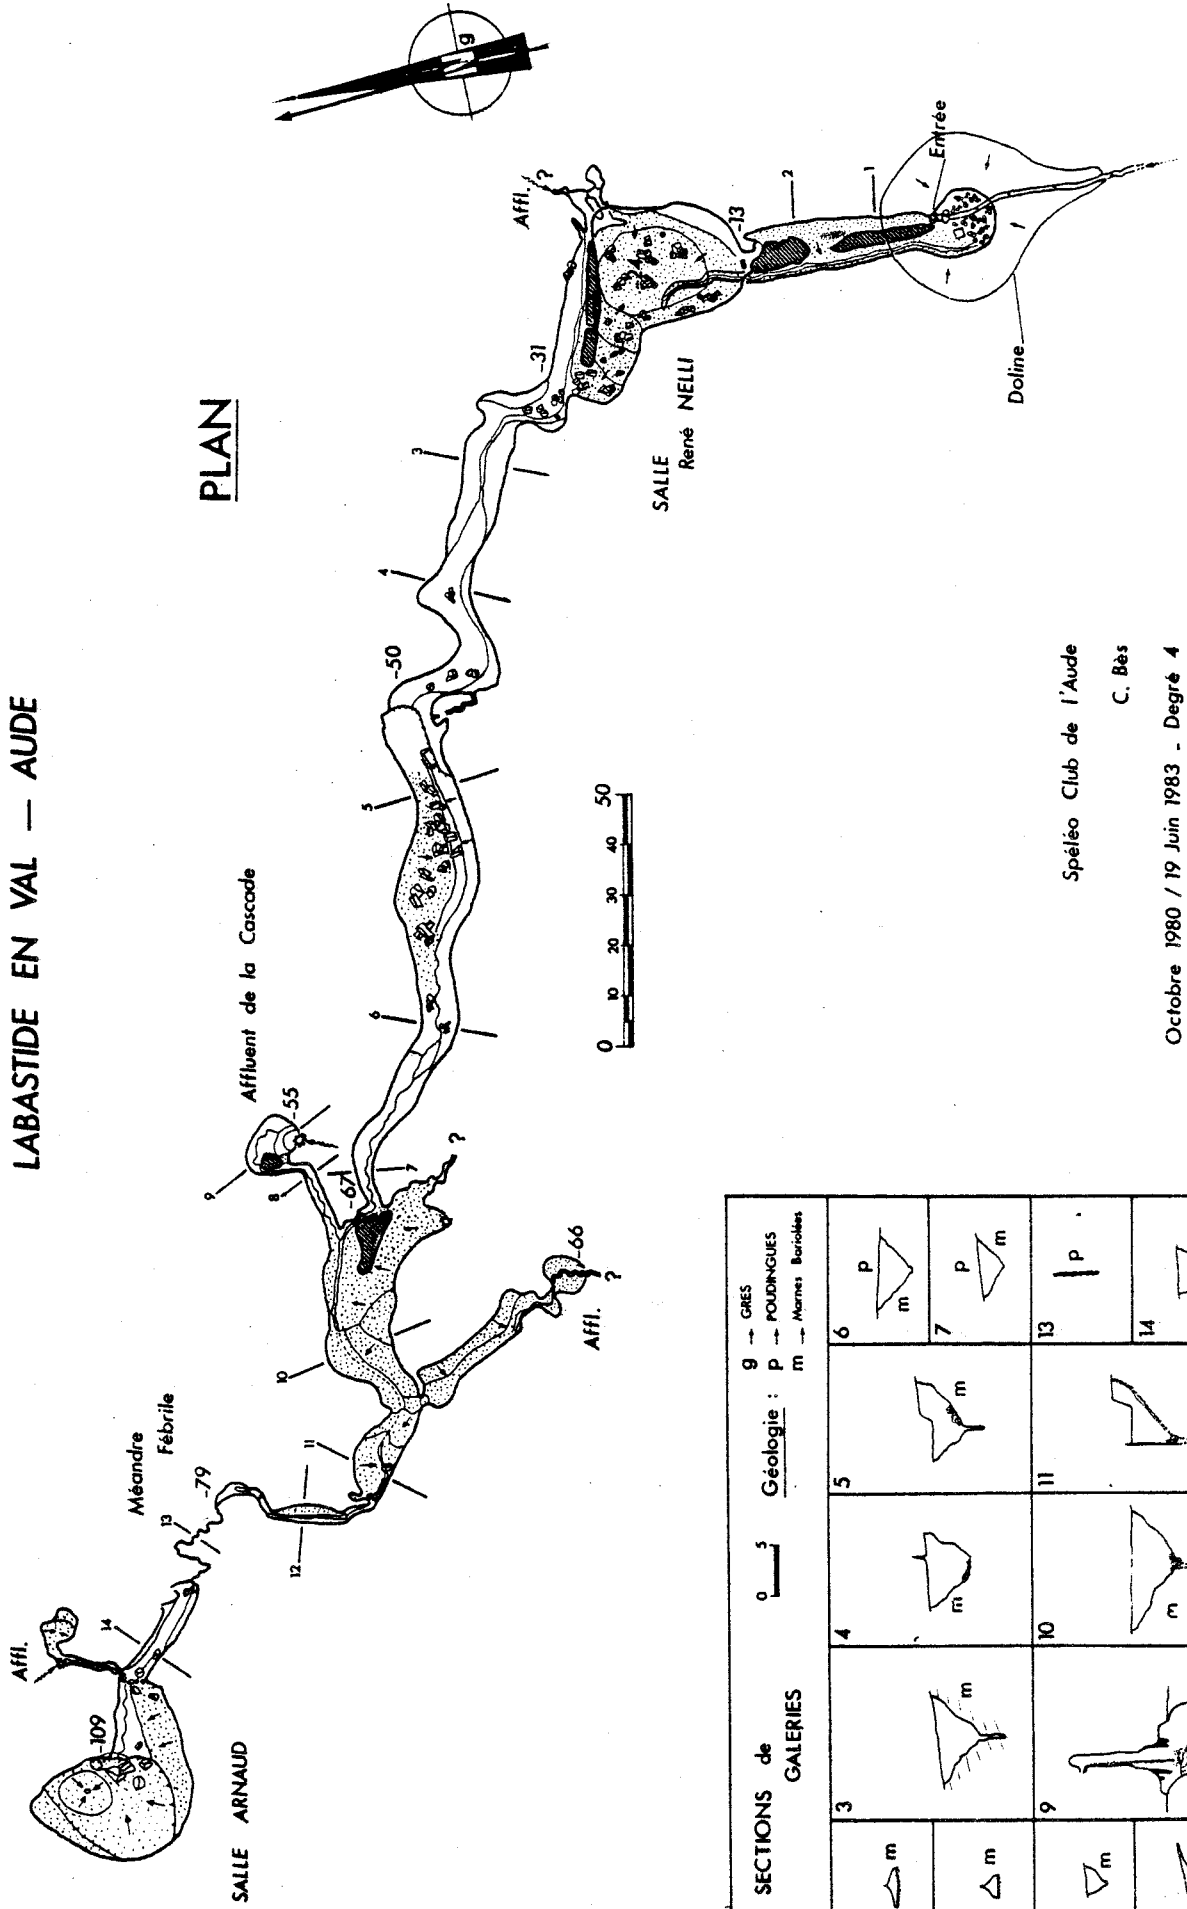 LABASTIDE EN VAL — AUDE
PLAN
g
Affl. ?
Entrée
Doline
1
2
-13
SALLE
René NELLI
-31
3
4
-50
5
6
0 10 20 30 40 50
Affluent de la Cascade
-55
9
8
-67
7
?
10
Affl.
?
-66
11
12
Méandre
Fébrile
-79
13
14
Affl.
-109
SALLE ARNAUD
Spéléo Club de l'Aude
C. Bès
Octobre 1980 / 19 Juin 1983 - Degré 4
SECTIONS de
GALERIES
0 5
Géologie : g → GRES
p → POUDINGUES
m → Marnes Bariolées
m
m
3
m
4
m
5
m
6
p
m
7
p
m
m
9
10
m
11
13
p
14